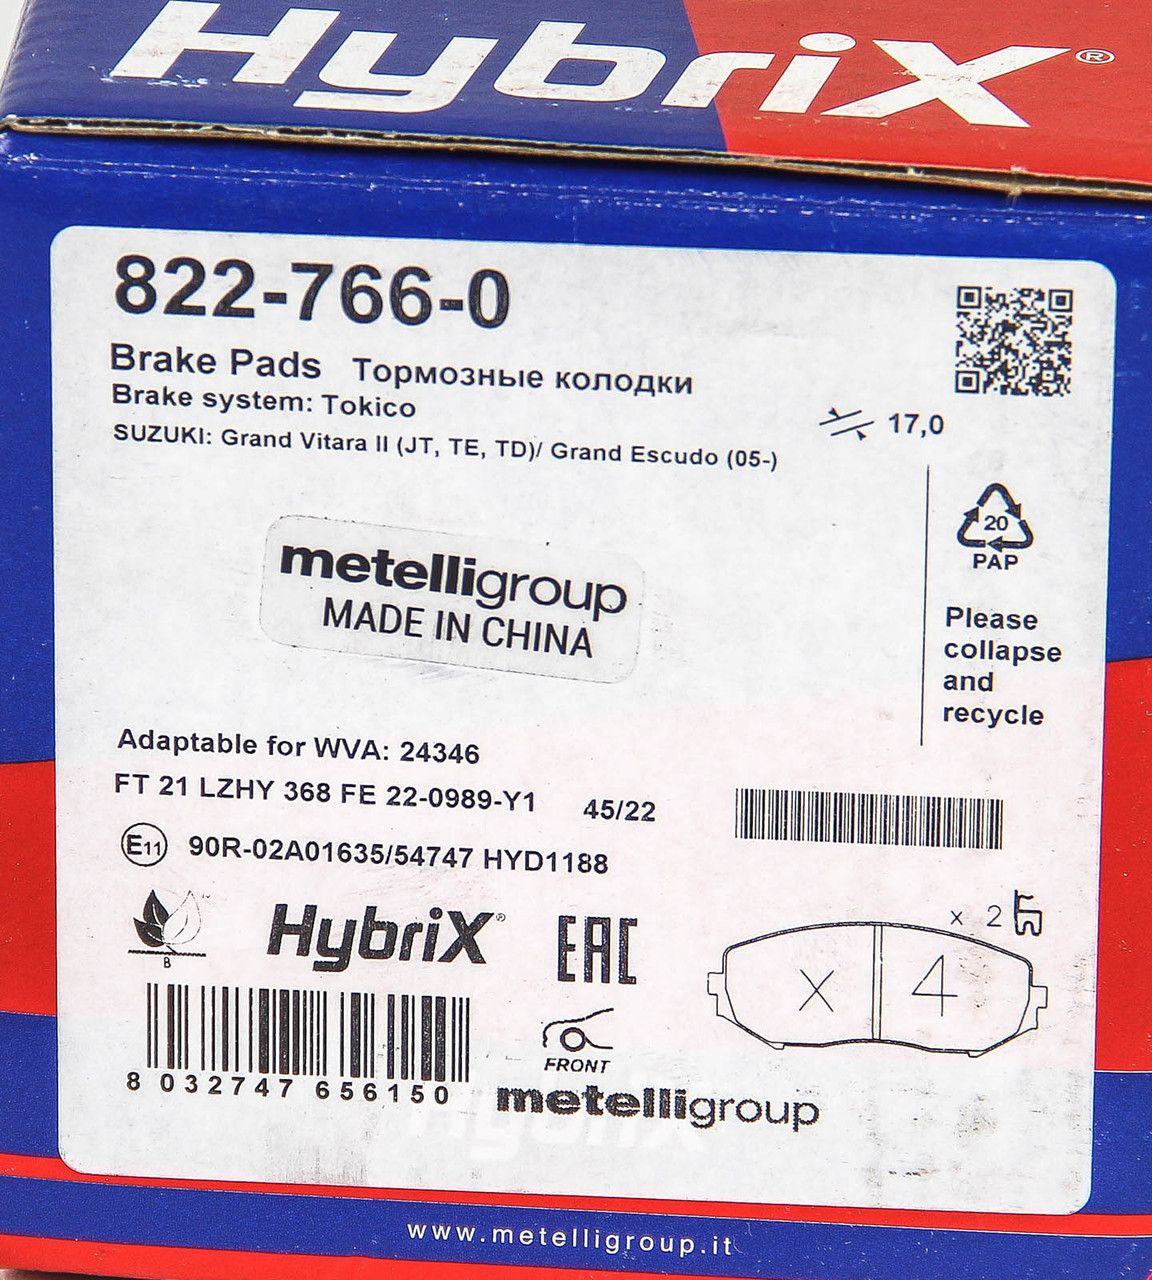 HybriX®
822-766-0
Brake Pads Тормозные колодки
Brake system: Tokico
SUZUKI: Grand Vitara II (JT, TE, TD)/ Grand Escudo (05-)
17,0
20
PAP
Please
collapse
and
recycle
metelligroup
MADE IN CHINA
Adaptable for WVA: 24346
FT 21 LZHY 368 FE 22-0989-Y1 45/22
E11 90R-02A01635/54747 HYD1188
B
HybriX®
EAC
x 2
x 4
FRONT
8 032747 656150
metelligroup
www.metelligroup.it